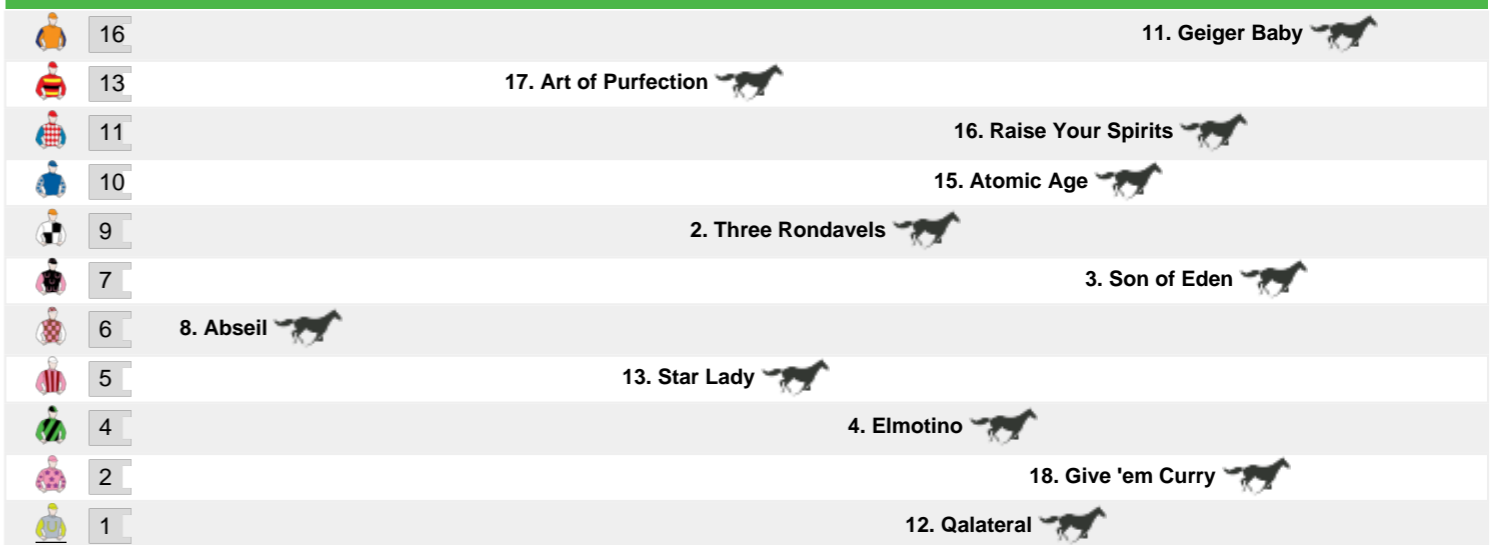 16 11. Geiger Baby
13 17. Art of Purfection
11 16. Raise Your Spirits
10 15. Atomic Age
9 2. Three Rondavels
7 3. Son of Eden
6 8. Abseil
5 13. Star Lady
4 4. Elmotino
2 18. Give 'em Curry
1 12. Qalateral